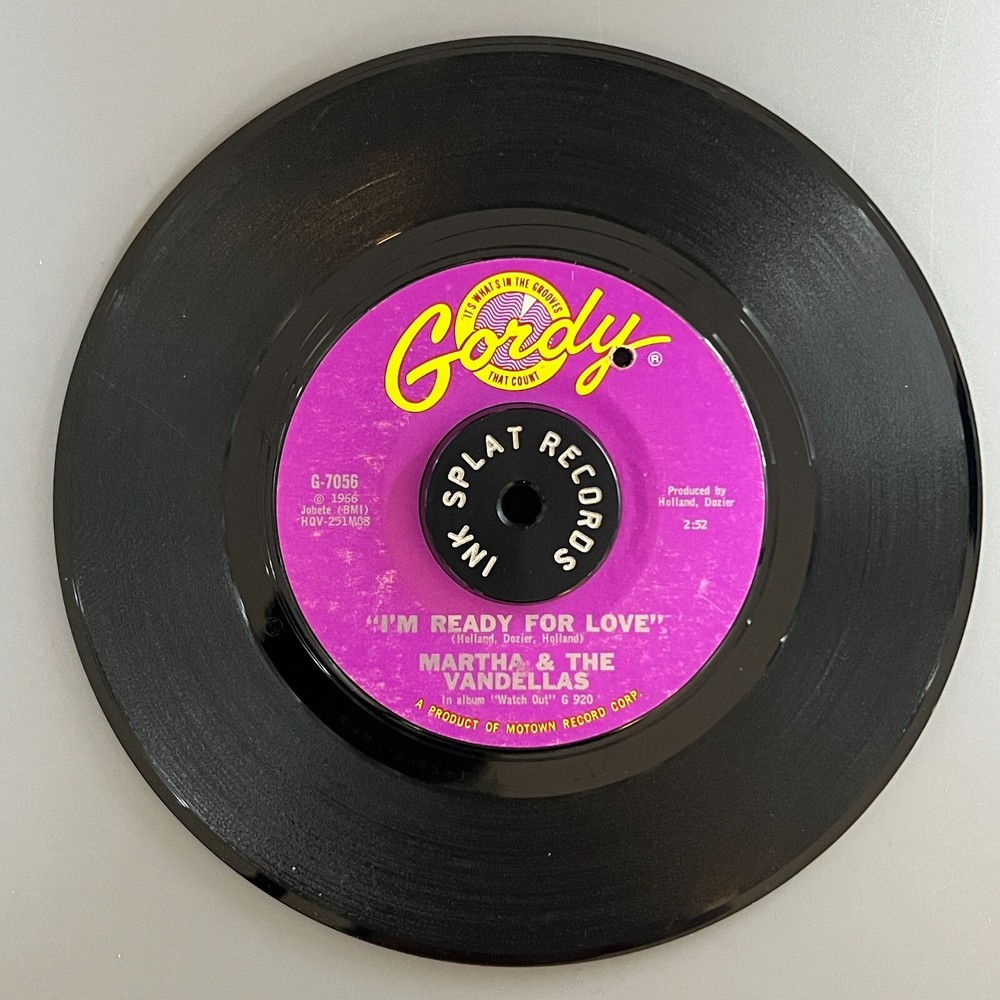 IT'S WHAT'S IN THE GROOVES
Gordy ®
THAT COUNT
INK SPLAT RECORDS
G-7056
© 1966
Jobete (BMI)
HQV-251M08
Produced by
Holland, Dozier
2:52
"I'M READY FOR LOVE"
(Holland, Dozier, Holland)
MARTHA & THE
VANDELLAS
In album "Watch Out" G 920
A PRODUCT OF MOTOWN RECORD CORP.